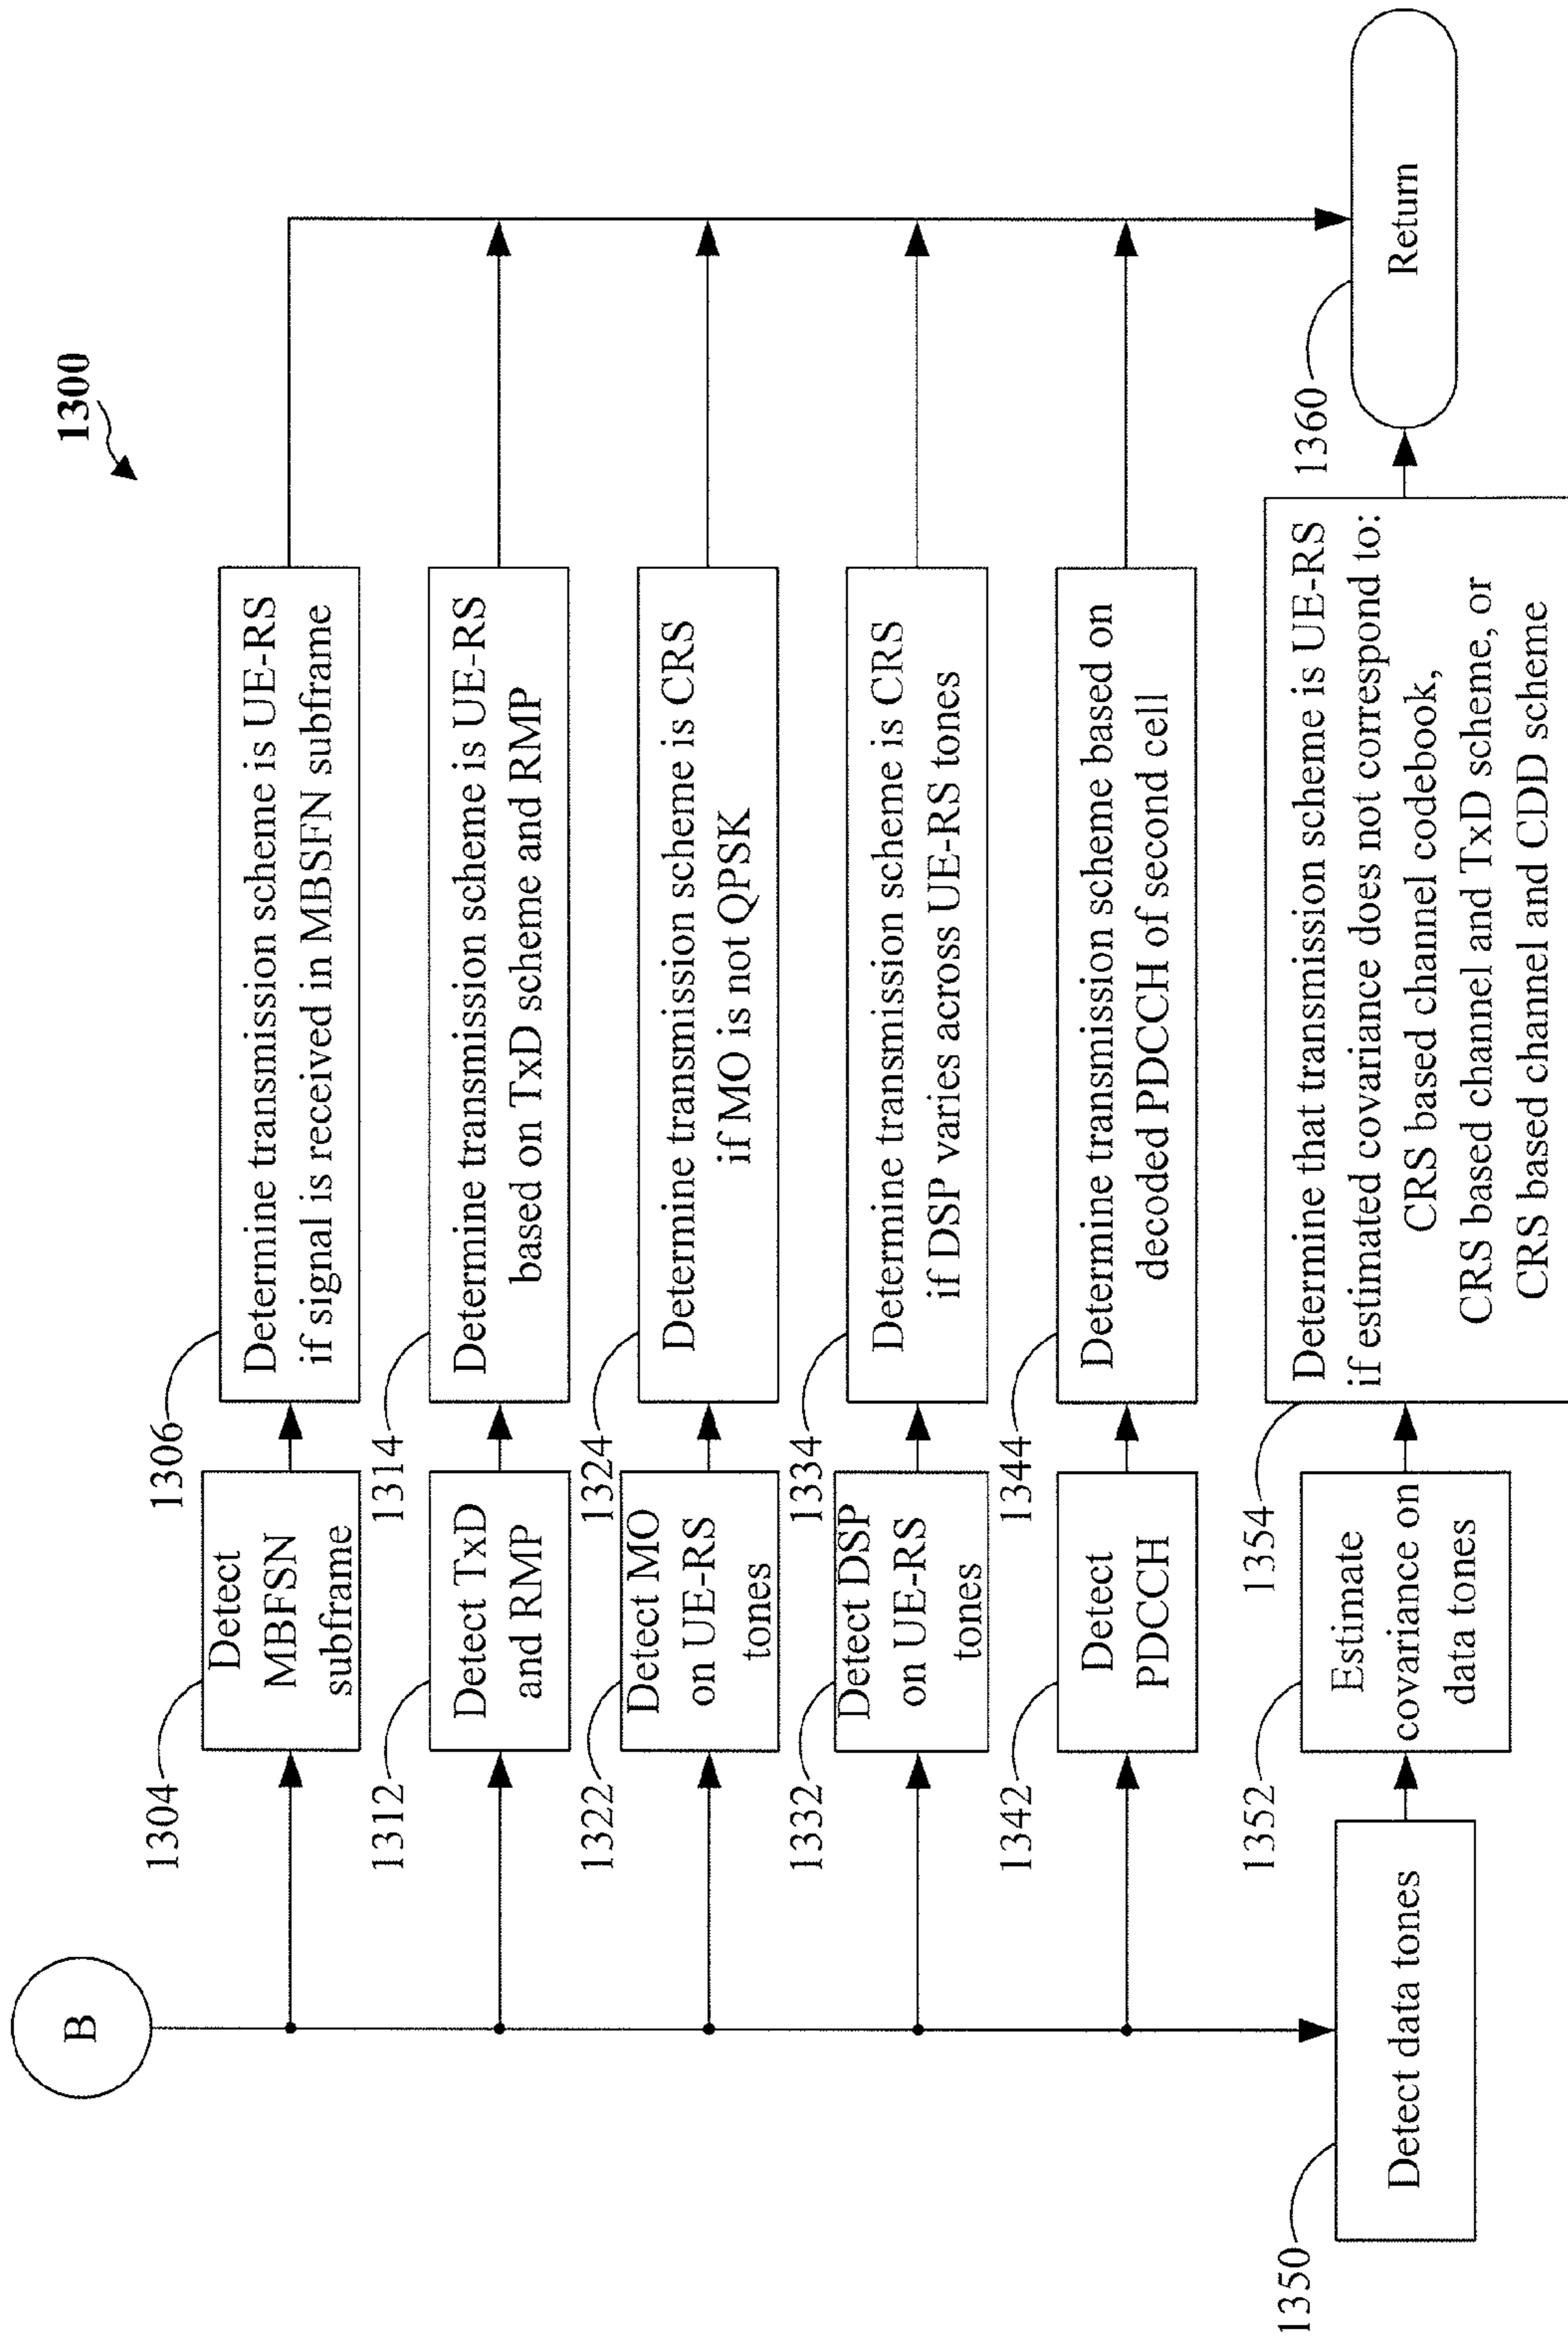 1300
B
1304
Detect
MBFSN
subframe
1306
Determine transmission scheme is UE-RS
if signal is received in MBSFN subframe
1312
Detect TxD
and RMP
1314
Determine transmission scheme is UE-RS
based on TxD scheme and RMP
1322
Detect MO
on UE-RS
tones
1324
Determine transmission scheme is CRS
if MO is not QPSK
1332
Detect DSP
on UE-RS
tones
1334
Determine transmission scheme is CRS
if DSP varies across UE-RS tones
1342
Detect
PDCCH
1344
Determine transmission scheme based on
decoded PDCCH of second cell
1350
Detect data tones
1352
Estimate
covariance on
data tones
1354
Determine that transmission scheme is UE-RS
if estimated covariance does not correspond to:
CRS based channel codebook,
CRS based channel and TxD scheme, or
CRS based channel and CDD scheme
1360
Return